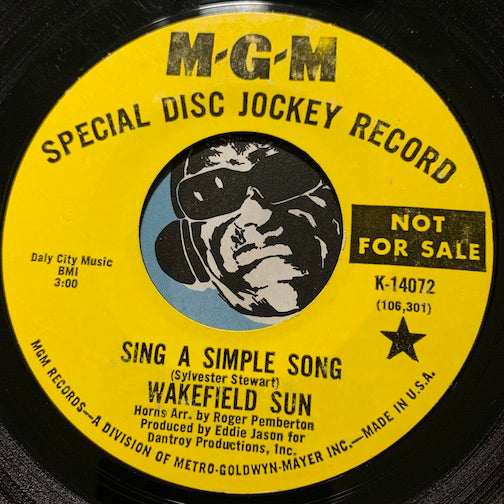 M-G-M
SPECIAL DISC JOCKEY RECORD
NOT
FOR SALE
Daly City Music
BMI
3:00
K-14072
(106,301)
SING A SIMPLE SONG
(Sylvester Stewart)
WAKEFIELD SUN
Horns Arr. by Roger Pemberton
Produced by Eddie Jason for
Dantroy Productions, Inc.
MGM RECORDS—A DIVISION OF METRO-GOLDWYN-MAYER INC.—MADE IN U.S.A.